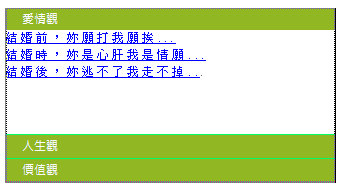 愛情觀
結婚前，妳願打我願挨...
結婚時，妳是心肝我是情願...
結婚後，妳逃不了我走不掉...
人生觀
價值觀